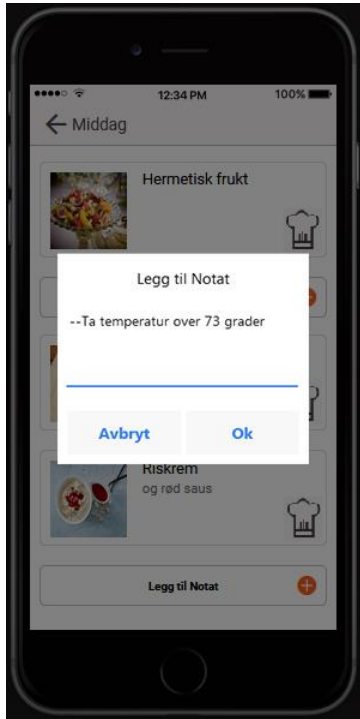 12:34 PM
100%
Middag
Hermetisk frukt
Legg til Notat
--Ta temperatur over 73 grader
Avbryt
Ok
Riskrem
og rød saus
Legg til Notat